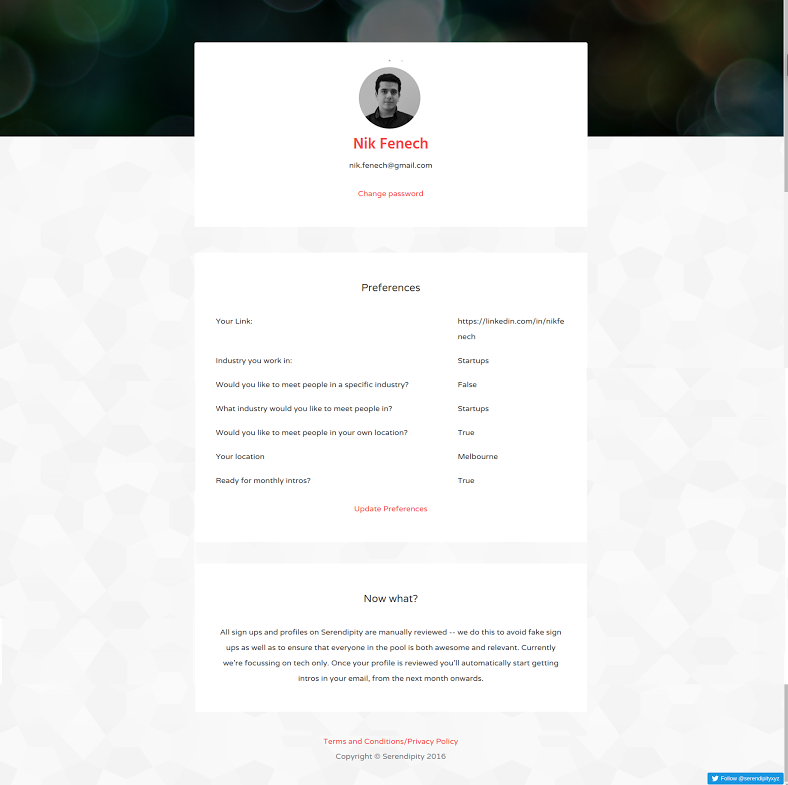 Nik Fenech
nik.fenech@gmail.com
Change password
Preferences
Your Link: https://linkedin.com/in/nikfe
nech
Industry you work in: Startups
Would you like to meet people in a specific industry? False
What industry would you like to meet people in? Startups
Would you like to meet people in your own location? True
Your location Melbourne
Ready for monthly intros? True
Update Preferences
Now what?
All sign ups and profiles on Serendipity are manually reviewed -- we do this to avoid fake sign
ups as well as to ensure that everyone in the pool is both awesome and relevant. Currently
we're focussing on tech only. Once your profile is reviewed you'll automatically start getting
intros in your email, from the next month onwards.
Terms and Conditions/Privacy Policy
Copyright © Serendipity 2016
Follow @serendipityxyz